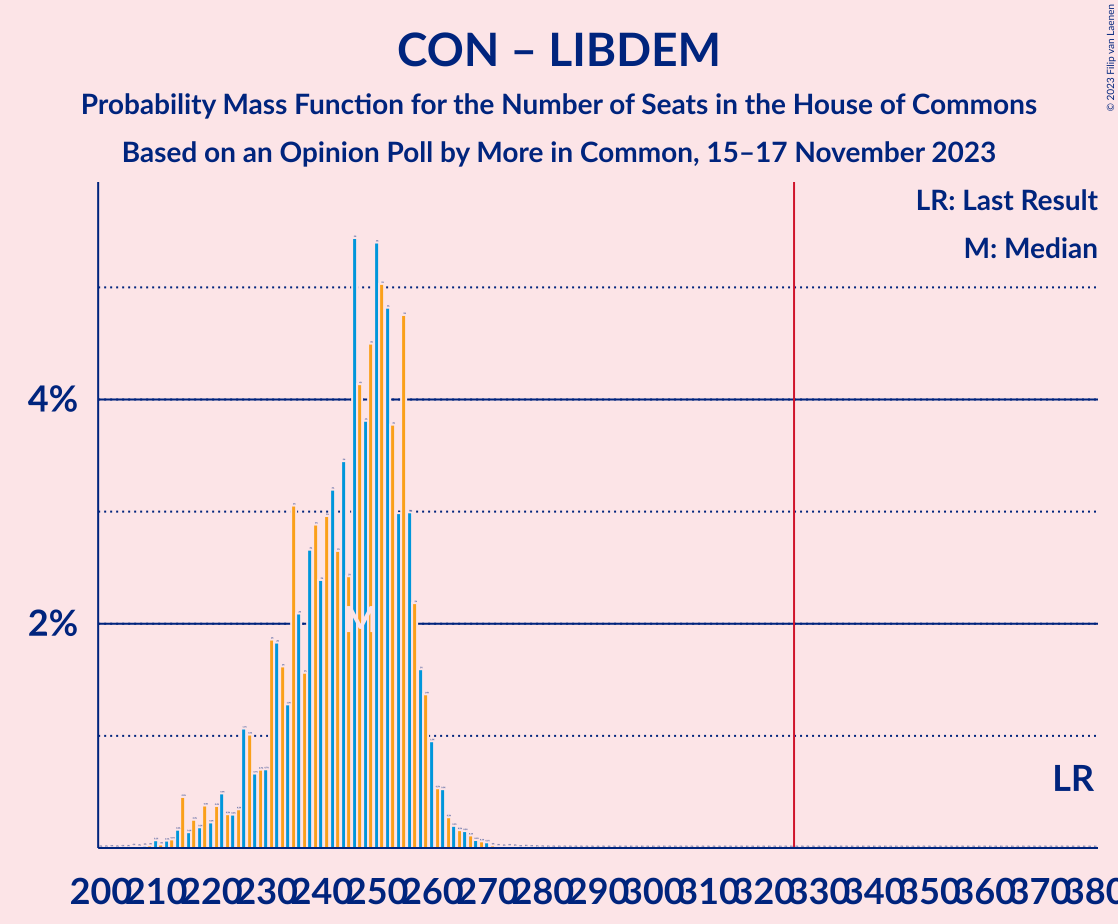 CON – LIBDEM
Probability Mass Function for the Number of Seats in the House of Commons
Based on an Opinion Poll by More in Common, 15–17 November 2023
© 2023 Filip van Laenen
LR: Last Result
M: Median
4%
2%
M
LR
200 210 220 230 240 250 260 270 280 290 300 310 320 330 340 350 360 370 380